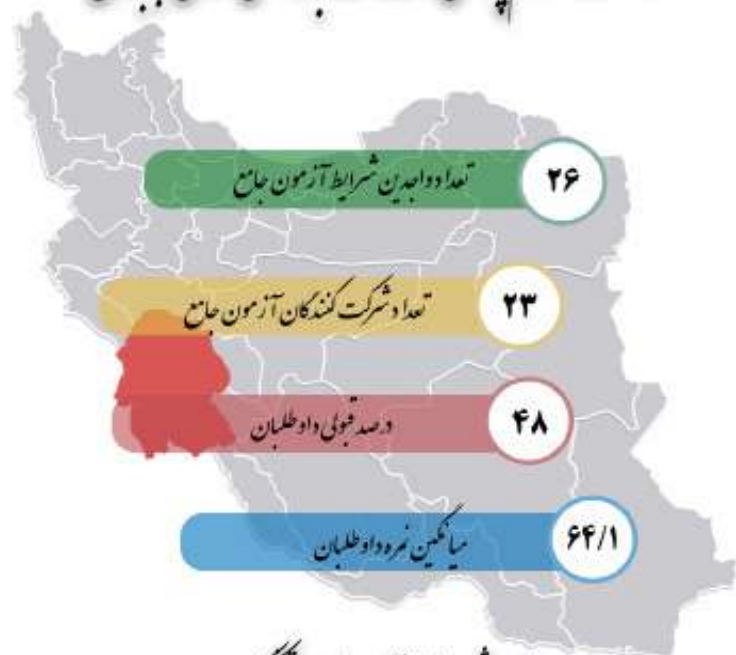 ۲۶ تعداد واجدین شرایط آزمون جامع
۲۳ تعداد شرکت کنندگان آزمون جامع
۴۸ درصد قبولی داوطلبان
۶۴/۱ میانگین نمره داوطلبان